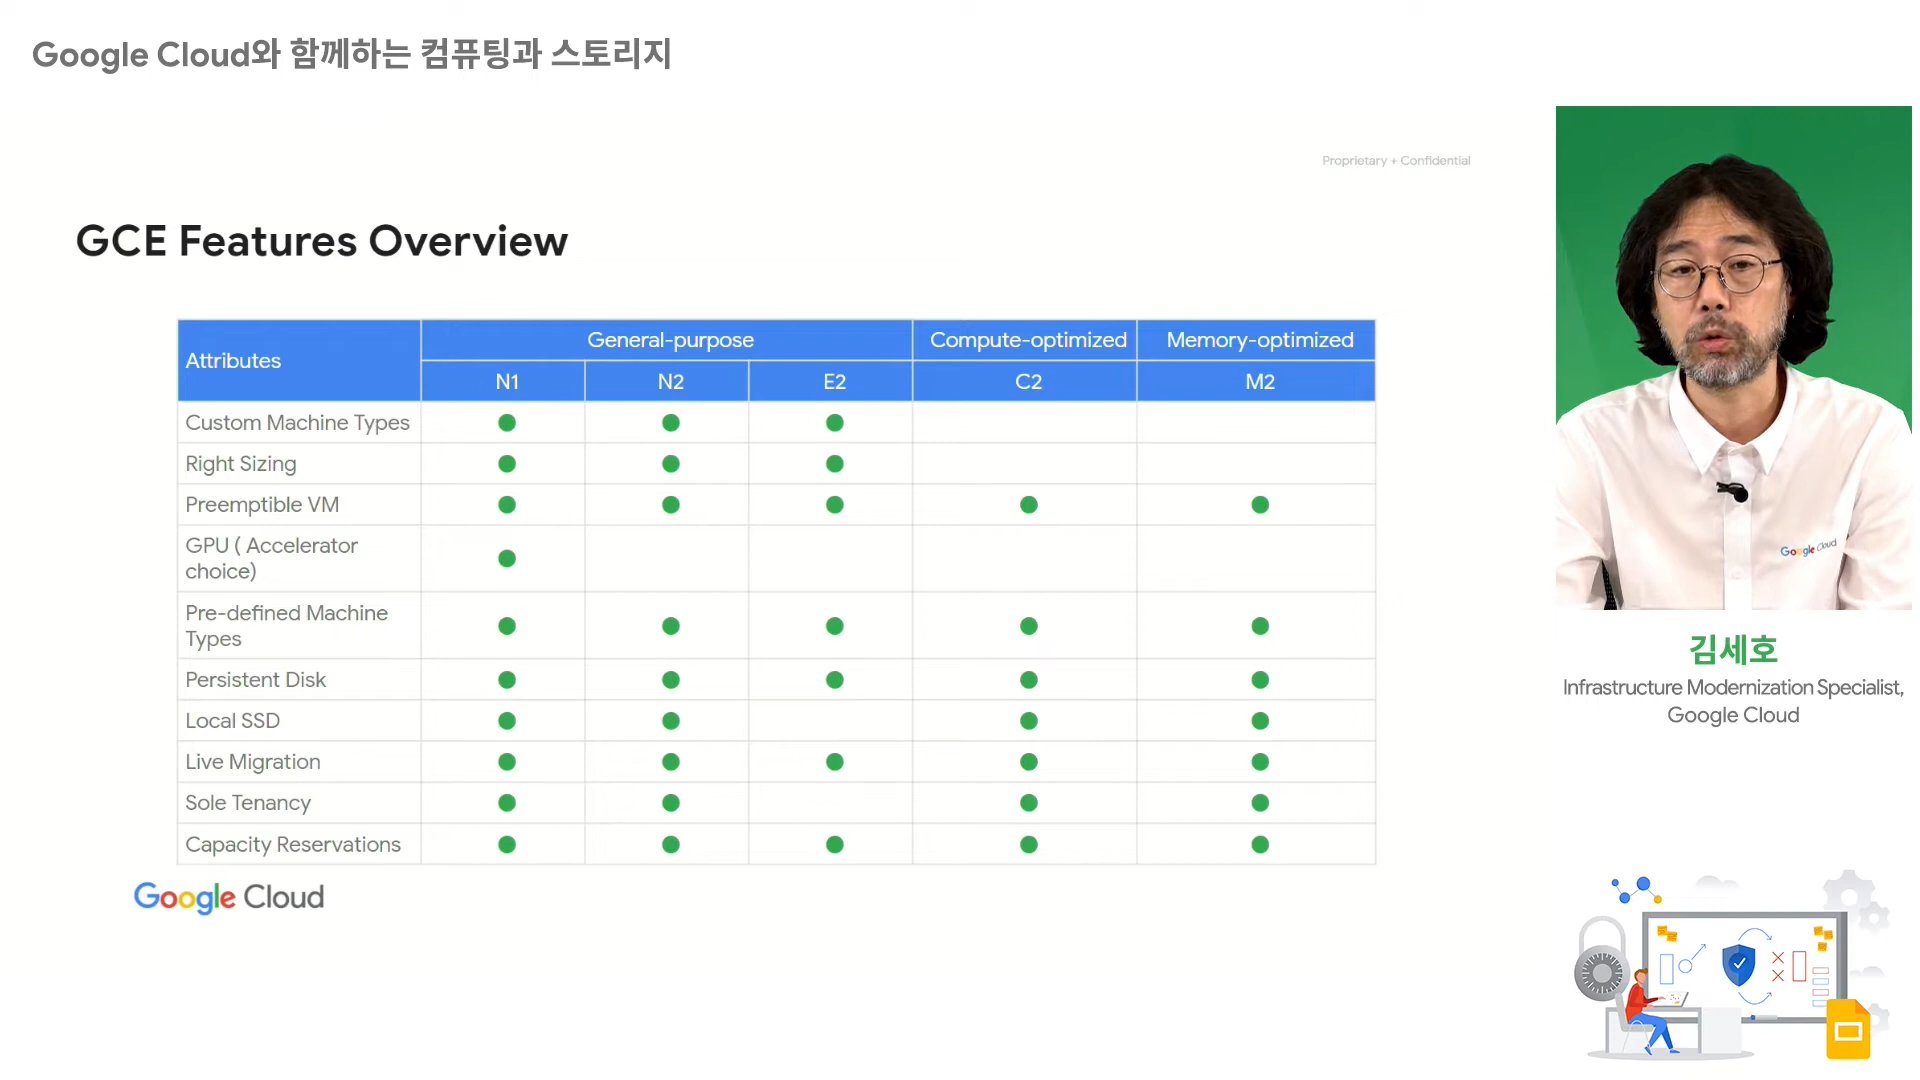 Google Cloud와 함께하는 컴퓨팅과 스토리지
Proprietary + Confidential
GCE Features Overview
Attributes
General-purpose
Compute-optimized
Memory-optimized
N1
N2
E2
C2
M2
Custom Machine Types
Right Sizing
Preemptible VM
GPU ( Accelerator
choice)
Pre-defined Machine
Types
Persistent Disk
Local SSD
Live Migration
Sole Tenancy
Capacity Reservations
Google Cloud
Google Cloud
김세호
Infrastructure Modernization Specialist,
Google Cloud